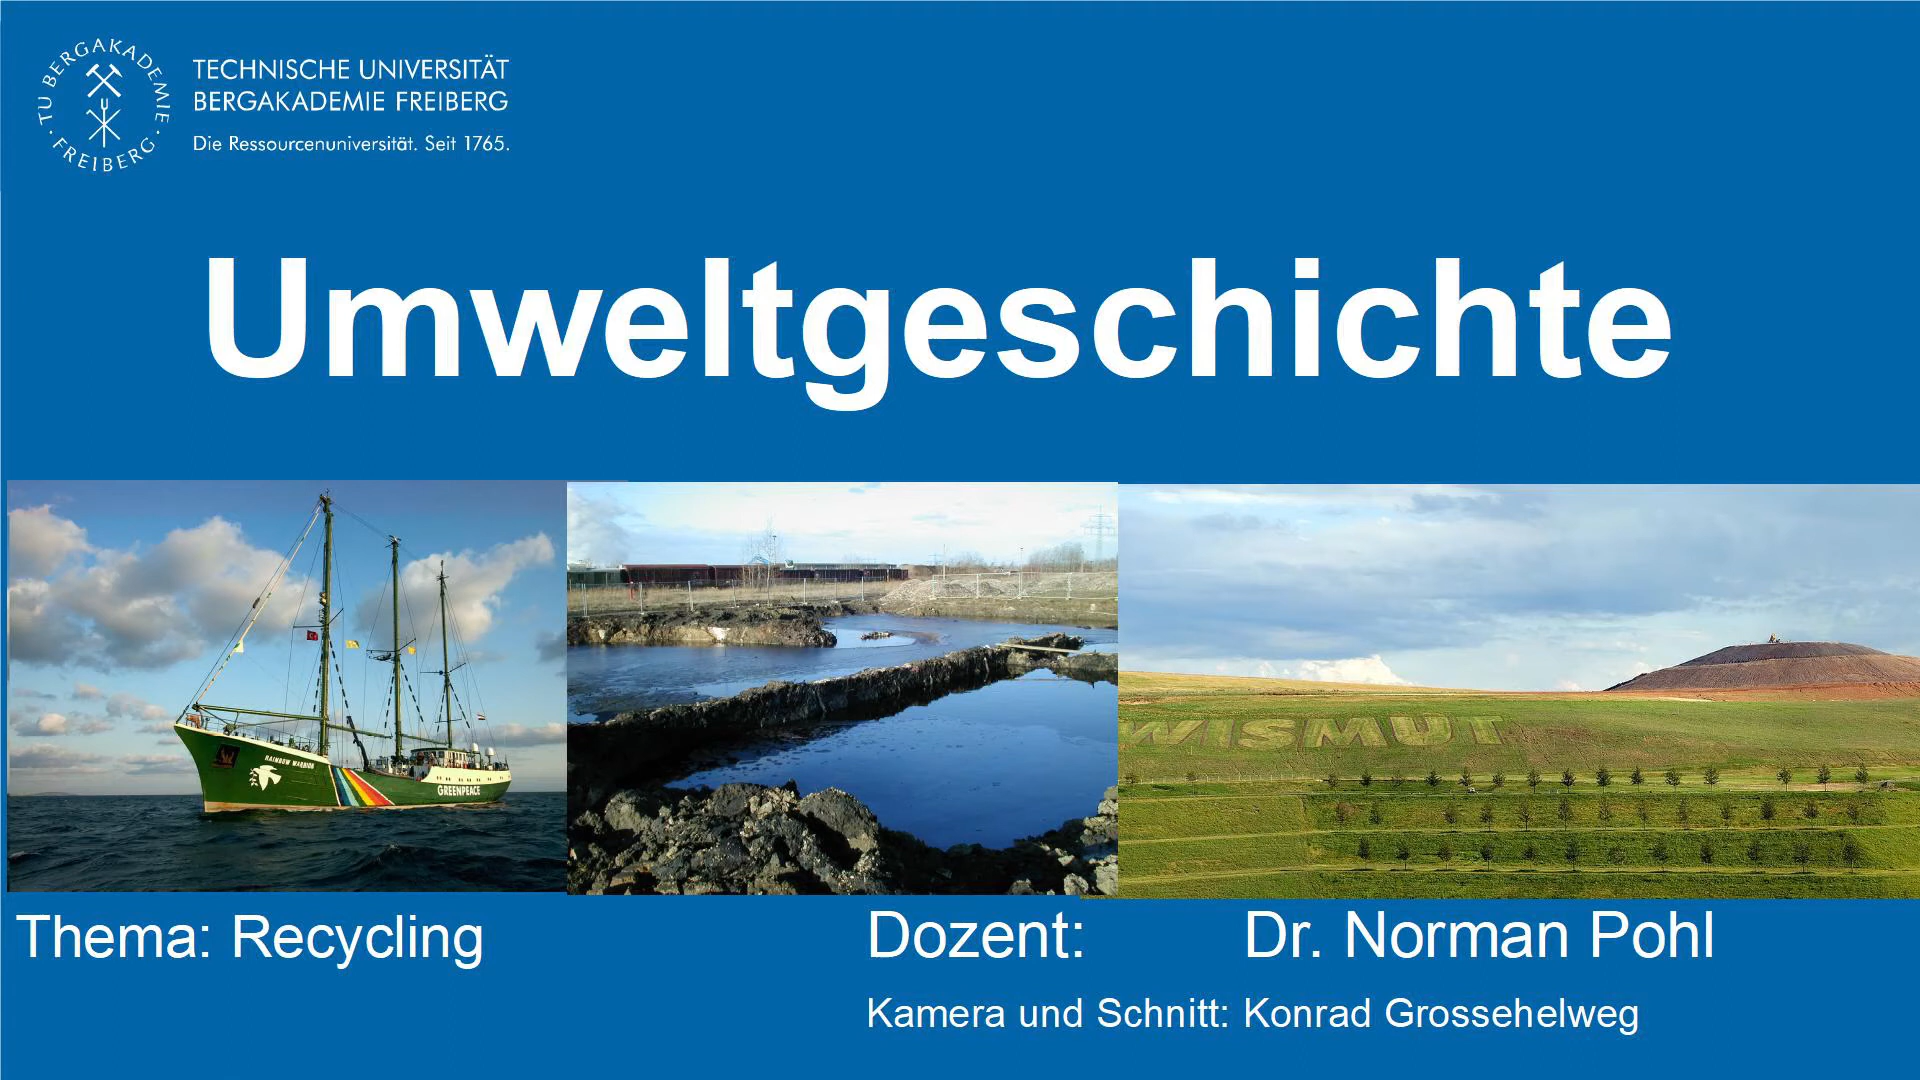 TU BERGAKADEMIE · FREIBERG ·
TECHNISCHE UNIVERSITÄT
BERGAKADEMIE FREIBERG
Die Ressourcenuniversität. Seit 1765.
Umweltgeschichte
RAINBOW WARRIOR
GREENPEACE
WISMUT
Thema: Recycling
Dozent: Dr. Norman Pohl
Kamera und Schnitt: Konrad Grossehelweg